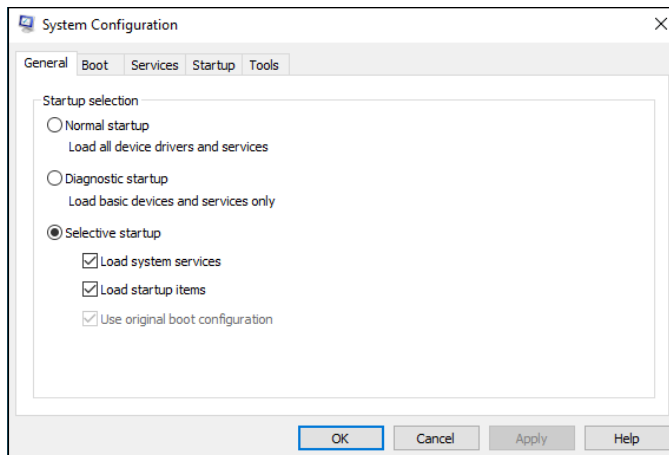 System Configuration
General Boot Services Startup Tools
Startup selection
Normal startup
Load all device drivers and services
Diagnostic startup
Load basic devices and services only
Selective startup
Load system services
Load startup items
Use original boot configuration
OK Cancel Apply Help